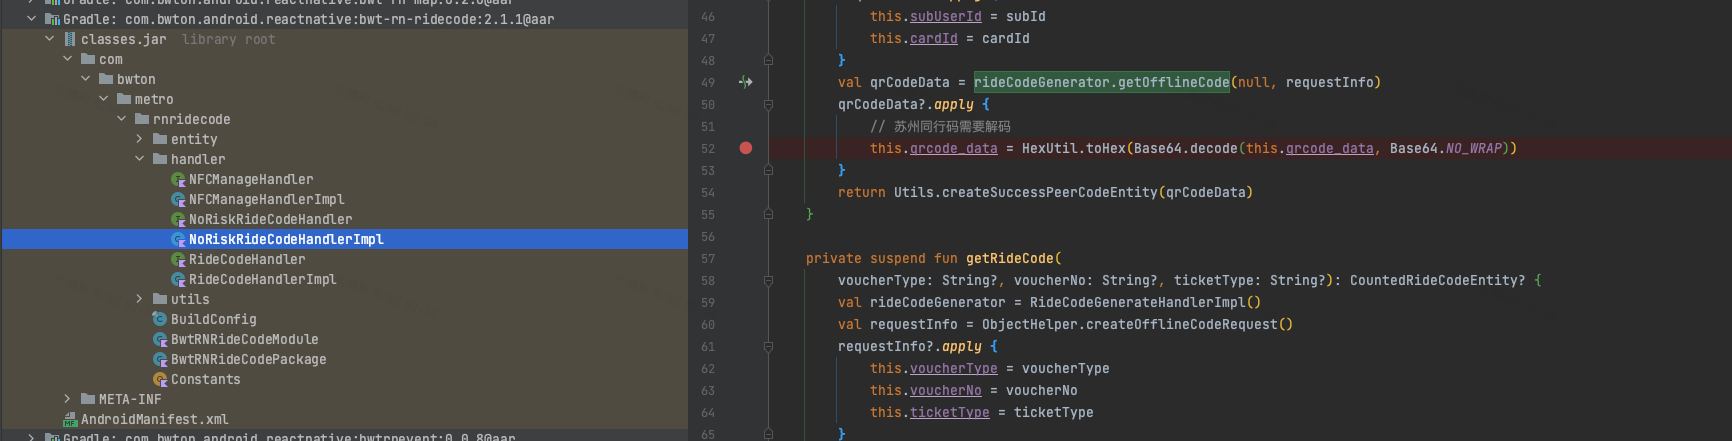 Gradle: com.bwton.android.reactnative:bwt-rn-map:0.2.0@aar
Gradle: com.bwton.android.reactnative:bwt-rn-ridecode:2.1.1@aar
classes.jar library root
com
bwton
metro
rnridecode
entity
handler
NFCManageHandler
NFCManageHandlerImpl
NoRiskRideCodeHandler
NoRiskRideCodeHandlerImpl
RideCodeHandler
RideCodeHandlerImpl
utils
BuildConfig
BwtRNRideCodeModule
BwtRNRideCodePackage
Constants
META-INF
AndroidManifest.xml
Gradle: com.bwton.android.reactnative:bwtrnevent:0.0.8@aar
46 this.subUserId = subId
47 this.cardId = cardId
48 }
49 val qrCodeData = rideCodeGenerator.getOfflineCode(null, requestInfo)
50 qrCodeData?.apply {
51 // 苏州同行码需要解码
52 this.qrcode_data = HexUtil.toHex(Base64.decode(this.qrcode_data, Base64.NO_WRAP))
53 }
54 return Utils.createSuccessPeerCodeEntity(qrCodeData)
55 }
56
57 private suspend fun getRideCode(
58 voucherType: String?, voucherNo: String?, ticketType: String?): CountedRideCodeEntity? {
59 val rideCodeGenerator = RideCodeGenerateHandlerImpl()
60 val requestInfo = ObjectHelper.createOfflineCodeRequest()
61 requestInfo?.apply {
62 this.voucherType = voucherType
63 this.voucherNo = voucherNo
64 this.ticketType = ticketType
65 }